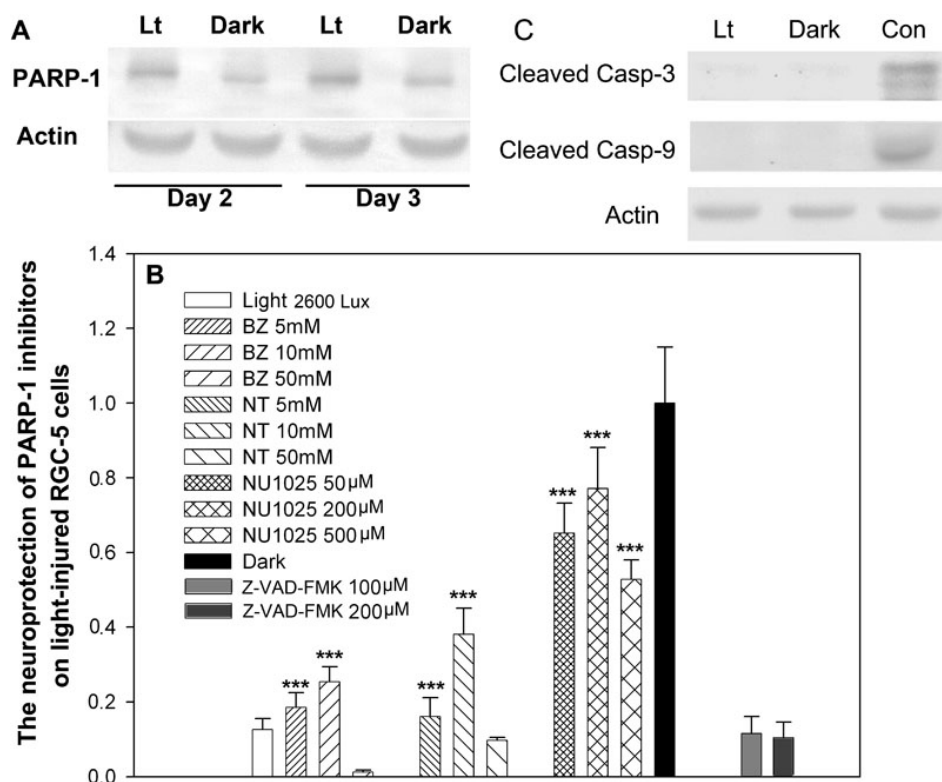 A
Lt Dark Lt Dark
PARP-1
Actin
Day 2 Day 3
C
Lt Dark Con
Cleaved Casp-3
Cleaved Casp-9
Actin
The neuroprotection of PARP-1 inhibitors
on light-injured RGC-5 cells
1.4
1.2
1.0
0.8
0.6
0.4
0.2
0.0
B
Light 2600 Lux
BZ 5mM
BZ 10mM
BZ 50mM
NT 5mM
NT 10mM
NT 50mM
NU1025 50µM
NU1025 200µM
NU1025 500µM
Dark
Z-VAD-FMK 100µM
Z-VAD-FMK 200µM
***
***
***
***
***
***
***